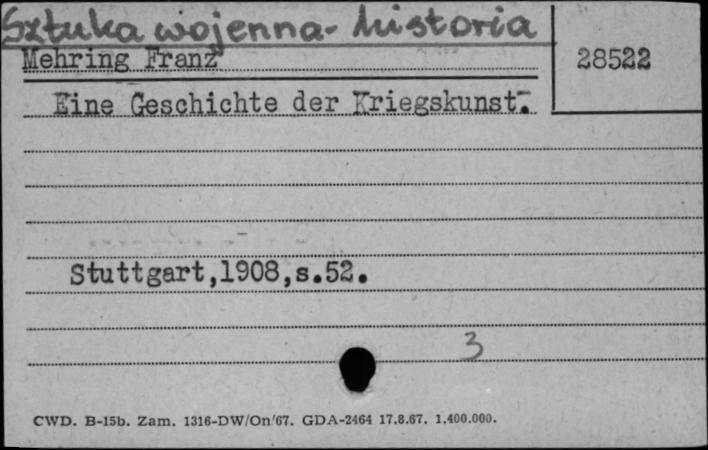 Sztuka wojenna- historia
Mehring Franz
28522
Eine Geschichte der Kriegskunst.-
Stuttgart,1908,s.52.
3
CWD. B-15b. Zam. 1316-DW/On/67. GDA-2464 17.8.67. 1.400.000.